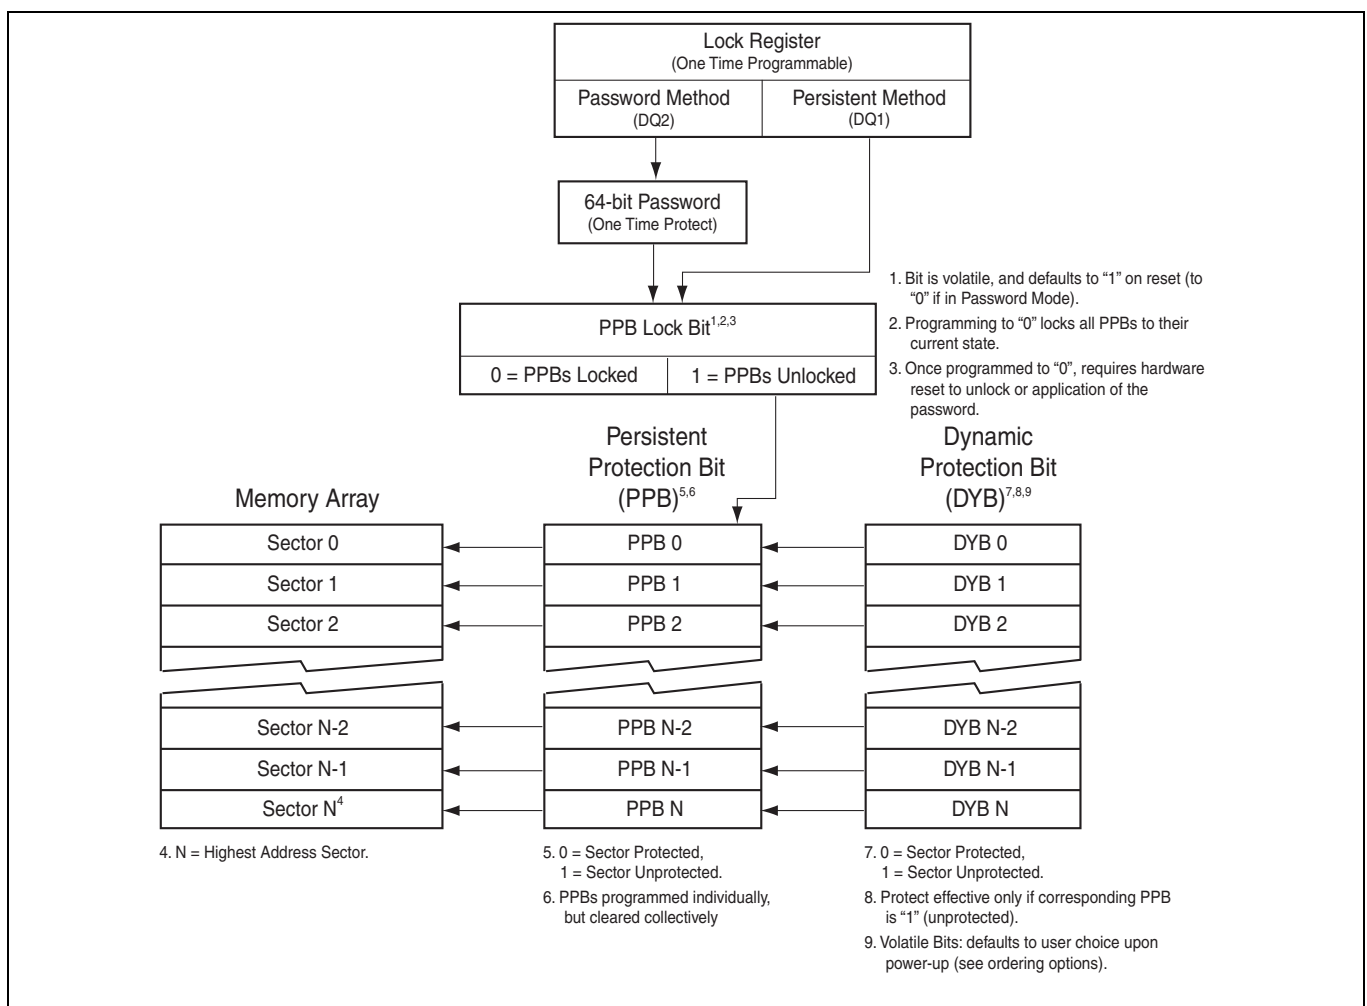 Lock Register
(One Time Programmable)
Password Method
(DQ2)
Persistent Method
(DQ1)
64-bit Password
(One Time Protect)
PPB Lock Bit1,2,3
0 = PPBs Locked
1 = PPBs Unlocked
1. Bit is volatile, and defaults to “1” on reset (to
“0” if in Password Mode).
2. Programming to “0” locks all PPBs to their
current state.
3. Once programmed to “0”, requires hardware
reset to unlock or application of the
password.
Memory Array
Persistent
Protection Bit
(PPB)5,6
Dynamic
Protection Bit
(DYB)7,8,9
Sector 0
PPB 0
DYB 0
Sector 1
PPB 1
DYB 1
Sector 2
PPB 2
DYB 2
Sector N-2
PPB N-2
DYB N-2
Sector N-1
PPB N-1
DYB N-1
Sector N4
PPB N
DYB N
4. N = Highest Address Sector.
5. 0 = Sector Protected,
1 = Sector Unprotected.
6. PPBs programmed individually,
but cleared collectively
7. 0 = Sector Protected,
1 = Sector Unprotected.
8. Protect effective only if corresponding PPB
is “1” (unprotected).
9. Volatile Bits: defaults to user choice upon
power-up (see ordering options).